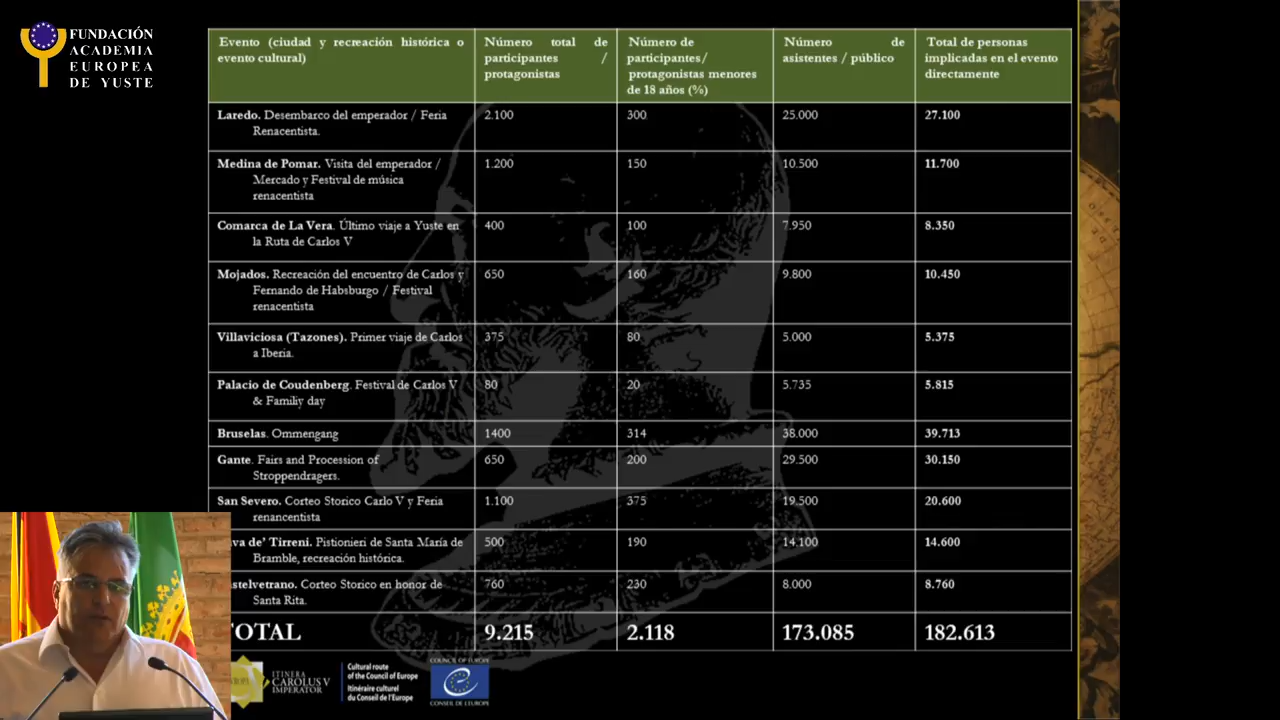 FUNDACIÓN
ACADEMIA
EUROPEA
DE YUSTE
Evento (ciudad y recreación histórica o
evento cultural)
Número total de
participantes /
protagonistas
Número de
participantes/
protagonistas menores
de 18 años (%)
Número de
asistentes / público
Total de personas
implicadas en el evento
directamente
Laredo. Desembarco del emperador / Feria
Renacentista.
2.100
300
25.000
27.100
Medina de Pomar. Visita del emperador /
Mercado y Festival de música
renacentista
1.200
150
10.500
11.700
Comarca de La Vera. Último viaje a Yuste en
la Ruta de Carlos V
400
100
7.950
8.350
Mojados. Recreación del encuentro de Carlos y
Fernando de Habsburgo / Festival
renacentista
650
160
9.800
10.450
Villaviciosa (Tazones). Primer viaje de Carlos
a Iberia.
375
80
5.000
5.375
Palacio de Coudenberg. Festival de Carlos V
& Familiy day
80
20
5.735
5.815
Bruselas. Ommengang
1400
314
38.000
39.713
Gante. Fairs and Procession of
Stroppendragers.
650
200
29.500
30.150
San Severo. Corteo Storico Carlo V y Feria
renancentista
1.100
375
19.500
20.600
va de' Tirreni. Pistionieri de Santa María de
Bramble, recreación histórica.
500
190
14.100
14.600
stelvetrano. Corteo Storico en honor de
Santa Rita.
760
230
8.000
8.760
TOTAL
9.215
2.118
173.085
182.613
ITINERA
CAROLUS V
IMPERATOR
Cultural route
of the Council of Europe
Itinéraire culturel
du Conseil de l'Europe
COUNCIL OF EUROPE
CONSEIL DE L'EUROPE